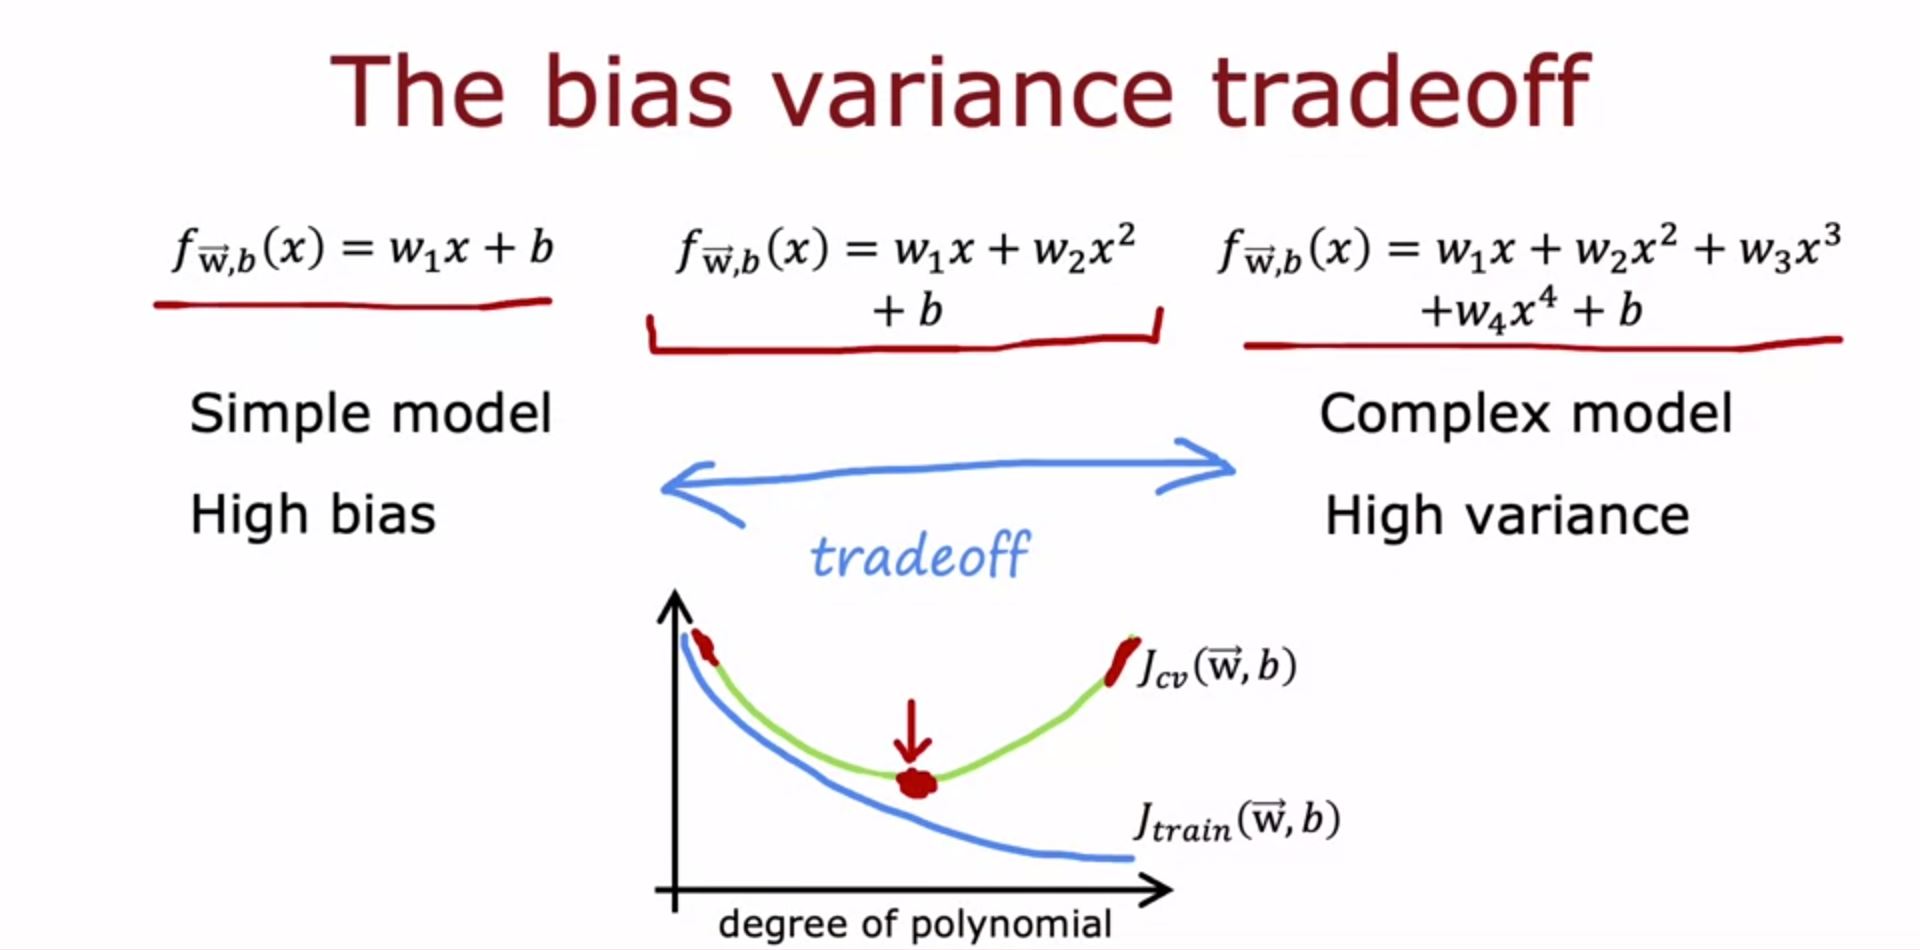 The bias variance tradeoff
f_{\vec{w},b}(x) = w_1x + b
f_{\vec{w},b}(x) = w_1x + w_2x^2
+ b
f_{\vec{w},b}(x) = w_1x + w_2x^2 + w_3x^3
+w_4x^4 + b
Simple model
High bias
Complex model
High variance
tradeoff
J_{cv}(\vec{w}, b)
J_{train}(\vec{w}, b)
degree of polynomial